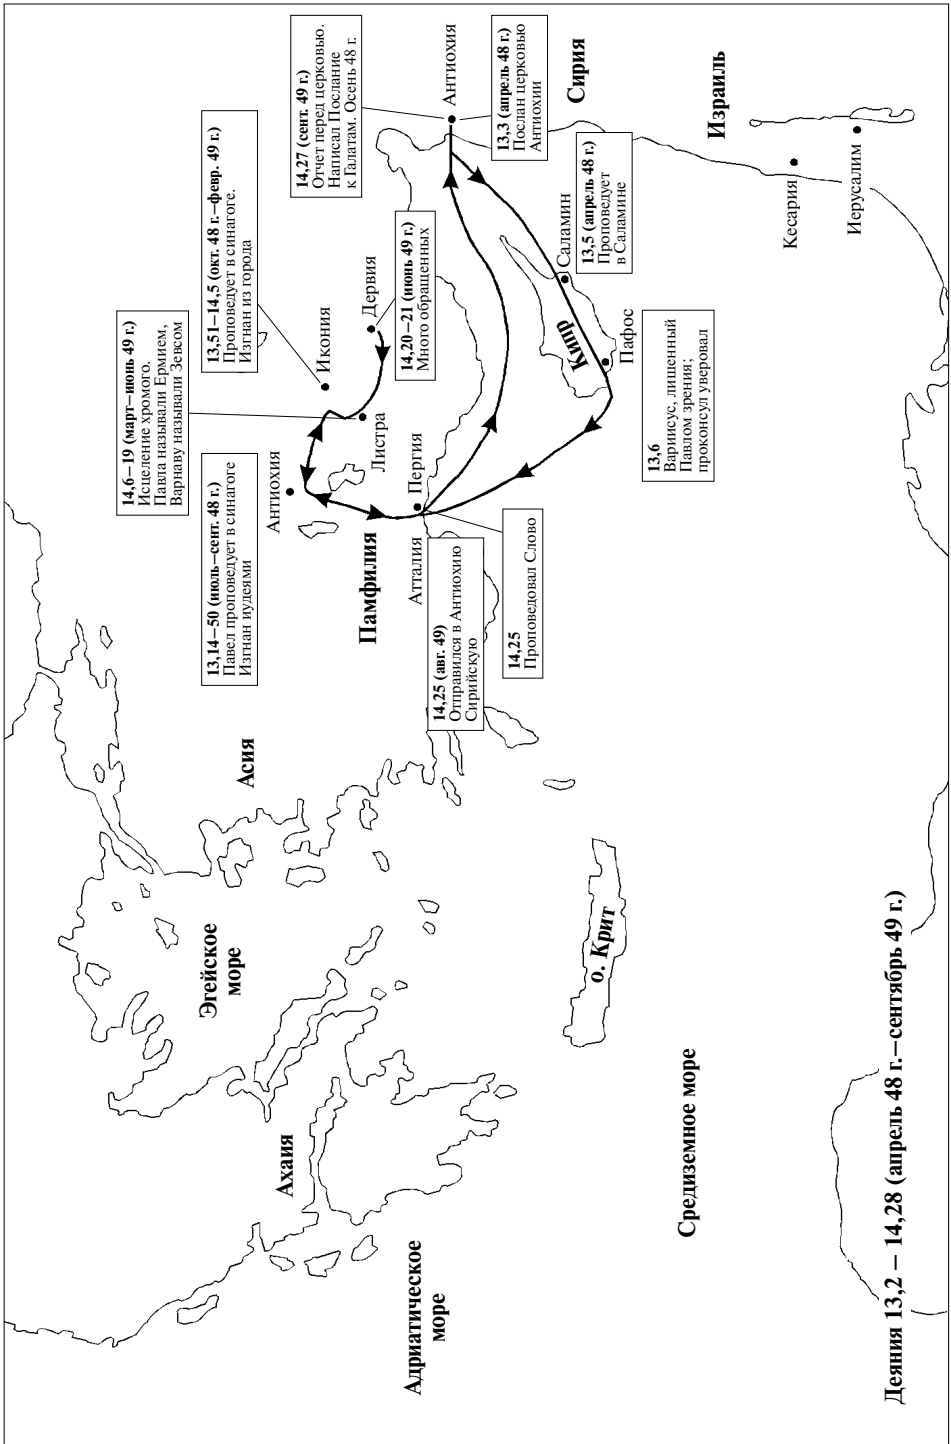 14,6–19 (март–июнь 49 г.)
Исцеление хромого.
Павла называли Ермием,
Варнаву называли Зевсом
13,51–14,5 (окт. 48 г.–февр. 49 г.)
Проповедует в синагоге.
Изгнан из города
14,27 (сент. 49 г.)
Отчет перед церковью.
Написал Послание
к Галатам. Осень 48 г.
13,14–50 (июль–сент. 48 г.)
Павел проповедует в синагоге
Изгнан иудеями
Антиохия
Икония
Листра
Дервия
14,20–21 (июнь 49 г.)
Много обращенных
Антиохия
13,3 (апрель 48 г.)
Послан церковью
Антиохии
Сирия
Асия
Памфилия
Атталия
Пергия
14,25 (авг. 49)
Отправился в Антиохию
Сирийскую
14,25
Проповедовал Слово
Кипр
Саламин
13,5 (апрель 48 г.)
Проповедует
в Саламине
Пафос
13,6
Вариисус, лишенный
Павлом зрения;
проконсул уверовал
Израиль
Кесария
Иерусалим
Эгейское
море
Ахаия
Адриатическое
море
о. Крит
Средиземное море
Деяния 13,2 – 14,28 (апрель 48 г.–сентябрь 49 г.)